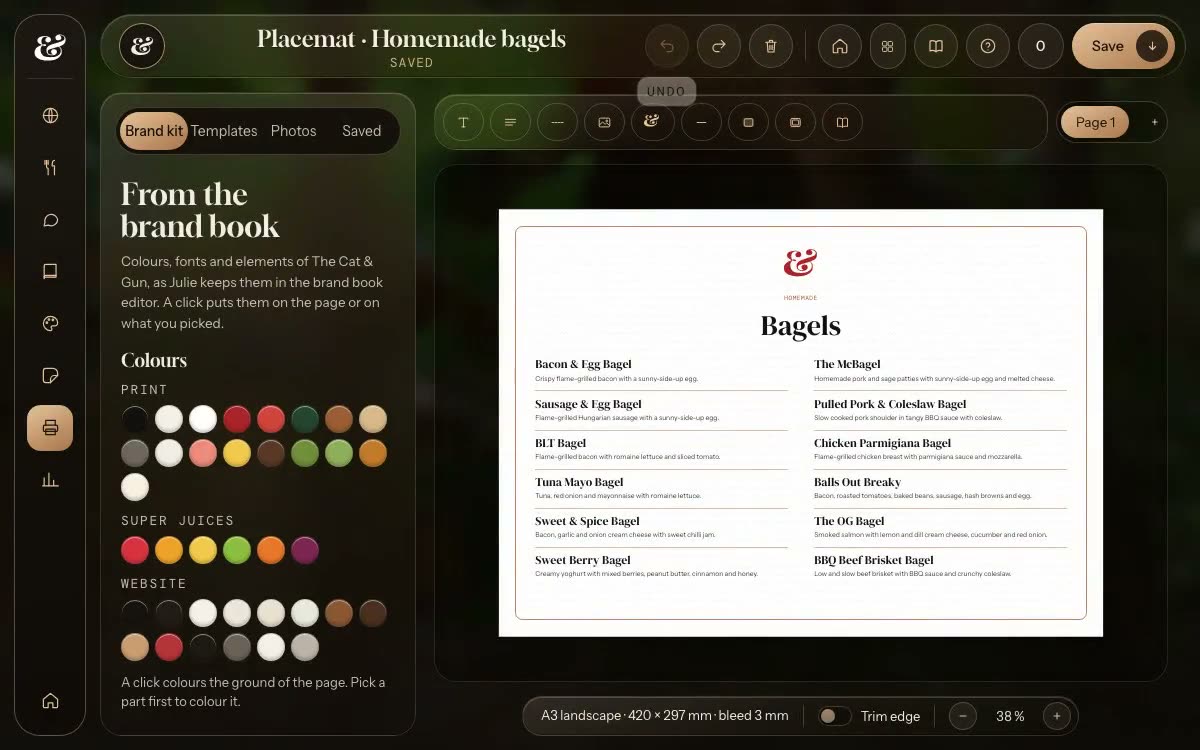 &
&
Placemat · Homemade bagels
SAVED
0
Save
UNDO
Brand kit
Templates
Photos
Saved
T
&
Page 1
+
From the
brand book
Colours, fonts and elements of The Cat &
Gun, as Julie keeps them in the brand book
editor. A click puts them on the page or on
what you picked.
Colours
PRINT
SUPER JUICES
WEBSITE
A click colours the ground of the page. Pick a
part first to colour it.
&
HOMEMADE
Bagels
Bacon & Egg Bagel
Crispy flame-grilled bacon with a sunny-side-up egg.
Sausage & Egg Bagel
Flame-grilled Hungarian sausage with a sunny-side-up egg.
BLT Bagel
Flame-grilled bacon with romaine lettuce and sliced tomato.
Tuna Mayo Bagel
Tuna, red onion and mayonnaise with romaine lettuce.
Sweet & Spice Bagel
Bacon, garlic and onion cream cheese with sweet chilli jam.
Sweet Berry Bagel
Creamy yoghurt with mixed berries, peanut butter, cinnamon and honey.
The McBagel
Homemade pork and sage patties with sunny-side-up egg and melted cheese.
Pulled Pork & Coleslaw Bagel
Slow cooked pork shoulder in tangy BBQ sauce with coleslaw.
Chicken Parmigiana Bagel
Flame-grilled chicken breast with parmigiana sauce and mozzarella.
Balls Out Breaky
Bacon, roasted tomatoes, baked beans, sausage, hash browns and egg.
The OG Bagel
Smoked salmon with lemon and dill cream cheese, cucumber and red onion.
BBQ Beef Brisket Bagel
Low and slow beef brisket with BBQ sauce and crunchy coleslaw.
A3 landscape · 420 × 297 mm · bleed 3 mm
Trim edge
−
38 %
+